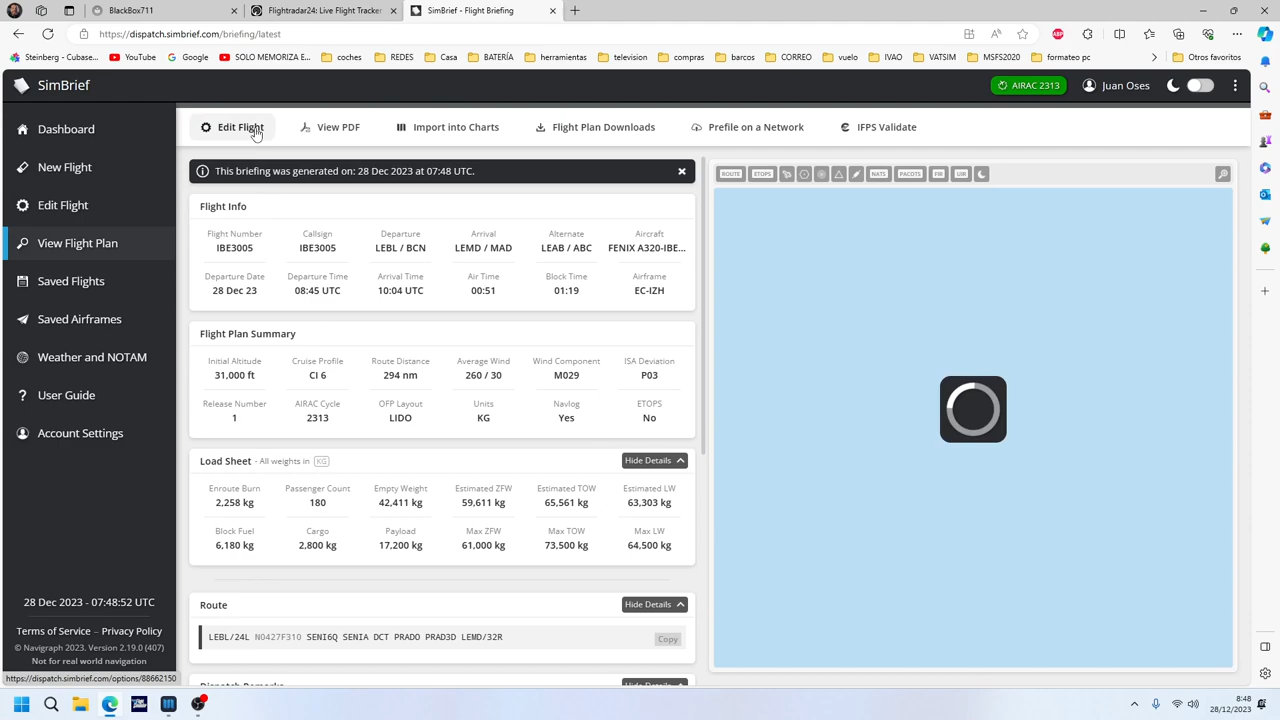 BlackBox711
Flightradar24: Live Flight Tracker
SimBrief - Flight Briefing
https://dispatch.simbrief.com/briefing/latest
Steinberg - Cubase...
YouTube
Google
SOLO MEMORIZA E...
coches
REDES
Casa
BATERÍA
herramientas
television
compras
barcos
CORREO
vuelo
IVAO
VATSIM
MSFS2020
formateo pc
Otros favoritos
SimBrief
AIRAC 2313
Juan Oses
Dashboard
New Flight
Edit Flight
View Flight Plan
Saved Flights
Saved Airframes
Weather and NOTAM
User Guide
Account Settings
28 Dec 2023 - 07:48:52 UTC
Terms of Service – Privacy Policy
© Navigraph 2023. Version 2.19.0 (407)
Not for real world navigation
https://dispatch.simbrief.com/options/88662150
Edit Flight
View PDF
Import into Charts
Flight Plan Downloads
Prefile on a Network
IFPS Validate
This briefing was generated on: 28 Dec 2023 at 07:48 UTC.
Flight Info
Flight Number Callsign Departure Arrival Alternate Aircraft
IBE3005 IBE3005 LEBL / BCN LEMD / MAD LEAB / ABC FENIX A320-IBE...
Departure Date Departure Time Arrival Time Air Time Block Time Airframe
28 Dec 23 08:45 UTC 10:04 UTC 00:51 01:19 EC-IZH
Flight Plan Summary
Initial Altitude Cruise Profile Route Distance Average Wind Wind Component ISA Deviation
31,000 ft CI 6 294 nm 260 / 30 M029 P03
Release Number AIRAC Cycle OFP Layout Units Navlog ETOPS
1 2313 LIDO KG Yes No
Load Sheet - All weights in KG
Hide Details
Enroute Burn Passenger Count Empty Weight Estimated ZFW Estimated TOW Estimated LW
2,258 kg 180 42,411 kg 59,611 kg 65,561 kg 63,303 kg
Block Fuel Cargo Payload Max ZFW Max TOW Max LW
6,180 kg 2,800 kg 17,200 kg 61,000 kg 73,500 kg 64,500 kg
Route
Hide Details
LEBL/24L N0427F310 SENI6Q SENIA DCT PRADO PRAD3D LEMD/32R
Copy
Dispatch Remarks
Hide Details
ROUTE ETOPS NATS PACOTS FIR UIR
8:48
28/12/2023